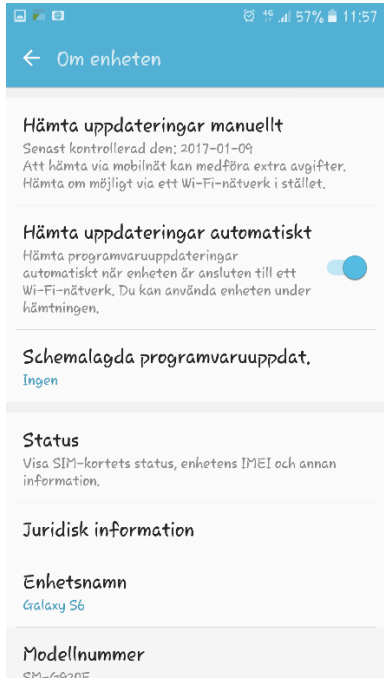 4G 57% 11:57
Om enheten
Hämta uppdateringar manuellt
Senast kontrollerad den: 2017-01-09
Att hämta via mobilnät kan medföra extra avgifter.
Hämta om möjligt via ett Wi-Fi-nätverk i stället.
Hämta uppdateringar automatiskt
Hämta programvaruuppdateringar
automatiskt när enheten är ansluten till ett
Wi-Fi-nätverk. Du kan använda enheten under
hämtningen.
Schemalagda programvaruuppdat.
Ingen
Status
Visa SIM-kortets status, enhetens IMEI och annan
information.
Juridisk information
Enhetsnamn
Galaxy S6
Modellnummer
SM-G920F